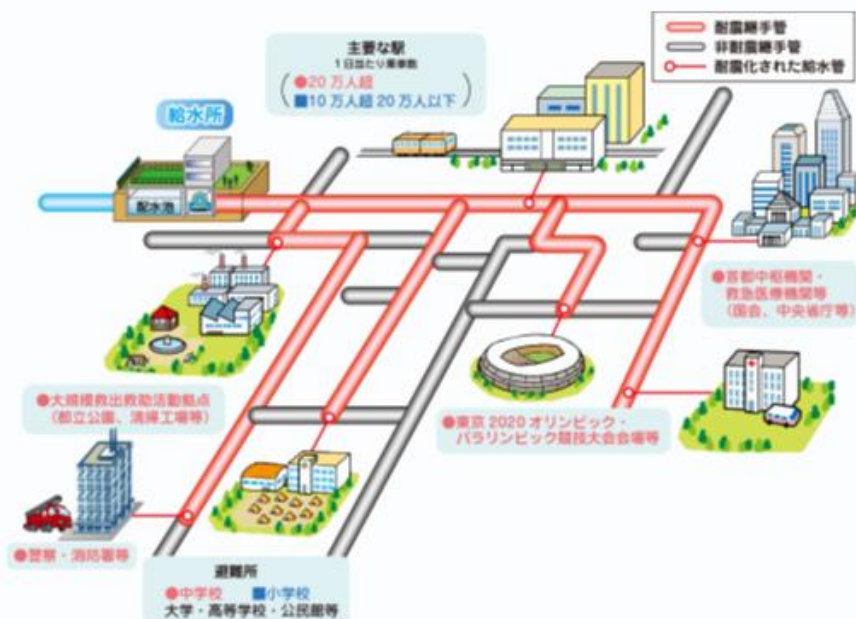 主要な駅
1日当たり乗車数
●20万人超
■10万人超20万人以下
耐震継手管
非耐震継手管
耐震化された給水管
給水所
配水池
●首都中枢機関・
救急医療機関等
(国会、中央省庁等)
●大規模救出救助活動拠点
(都立公園、清掃工場等)
●東京2020オリンピック・
パラリンピック競技大会会場等
●警察・消防署等
避難所
●中学校 ■小学校
大学・高等学校・公民館等